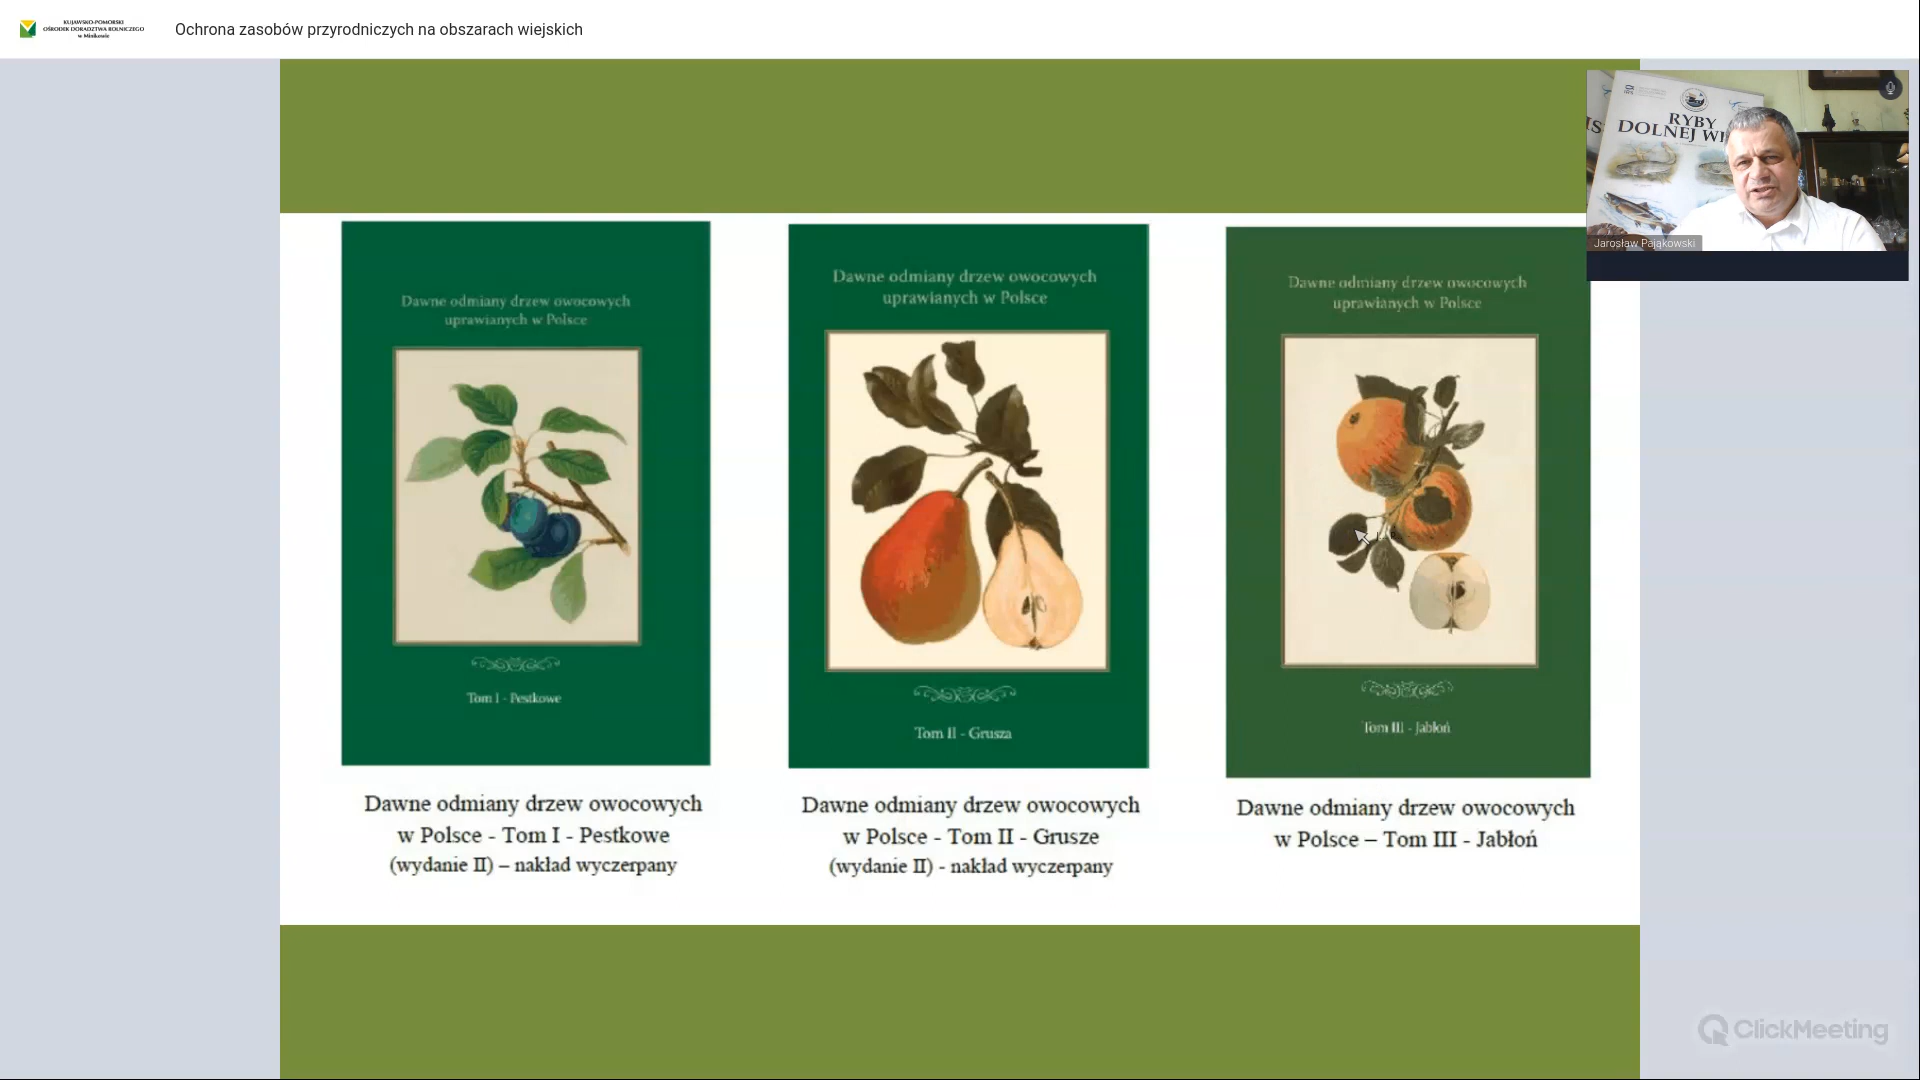 KUJAWSKO-POMORSKI
OŚRODEK DORADZTWA ROLNICZEGO
w Minikowie
Ochrona zasobów przyrodniczych na obszarach wiejskich
RYBY
DOLNEJ WI
Jarosław Pająkowski
Dawne odmiany drzew owocowych
uprawianych w Polsce
Tom I - Pestkowe
Dawne odmiany drzew owocowych
w Polsce - Tom I - Pestkowe
(wydanie II) – nakład wyczerpany
Dawne odmiany drzew owocowych
uprawianych w Polsce
Tom II - Grusza
Dawne odmiany drzew owocowych
w Polsce - Tom II - Grusze
(wydanie II) - nakład wyczerpany
Dawne odmiany drzew owocowych
uprawianych w Polsce
Tom III - Jabłoń
Dawne odmiany drzew owocowych
w Polsce – Tom III - Jabłoń
ClickMeeting